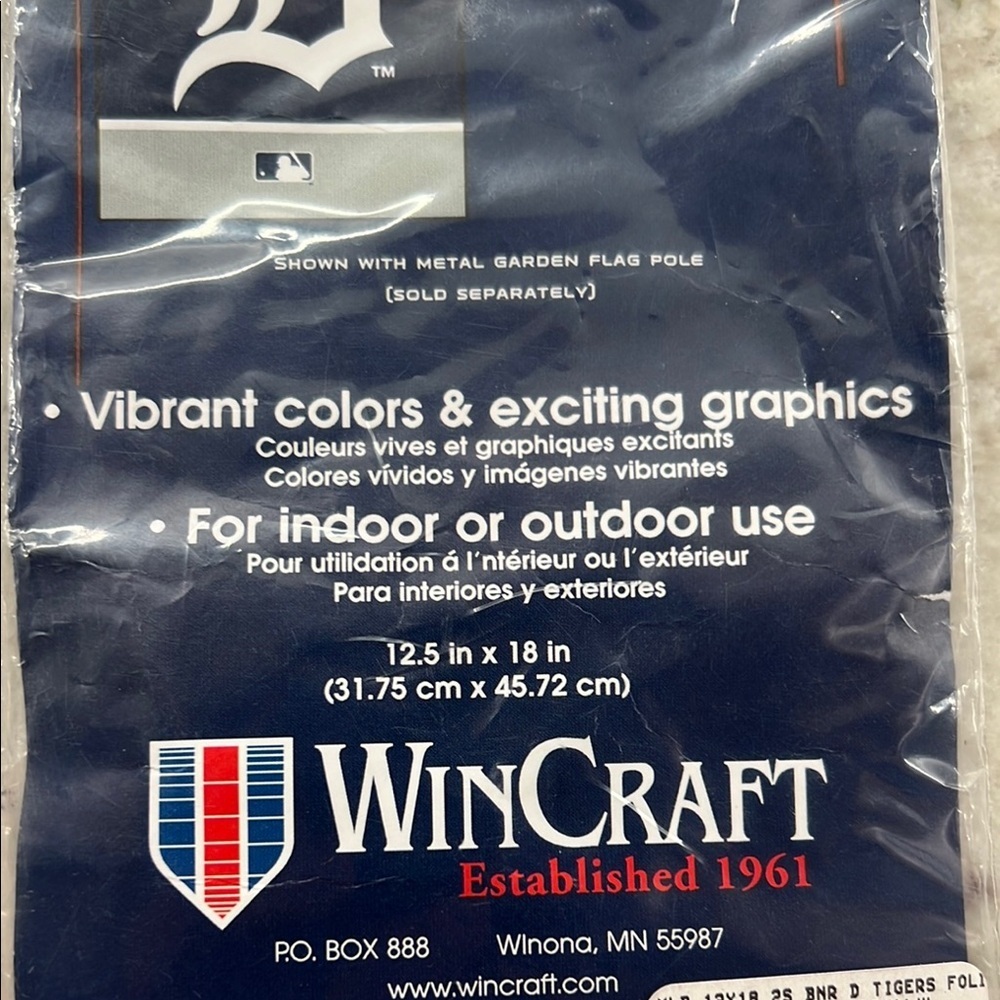 D
TM
SHOWN WITH METAL GARDEN FLAG POLE
(SOLD SEPARATELY)
• Vibrant colors & exciting graphics
Couleurs vives et graphiques excitants
Colores vívidos y imágenes vibrantes
• For indoor or outdoor use
Pour utilidation á l'ntérieur ou l'extérieur
Para interiores y exteriores
12.5 in x 18 in
(31.75 cm x 45.72 cm)
WINCRAFT
Established 1961
P.O. BOX 888 WInona, MN 55987
www.wincraft.com
12X18 2S BNR D TIGERS FOLI